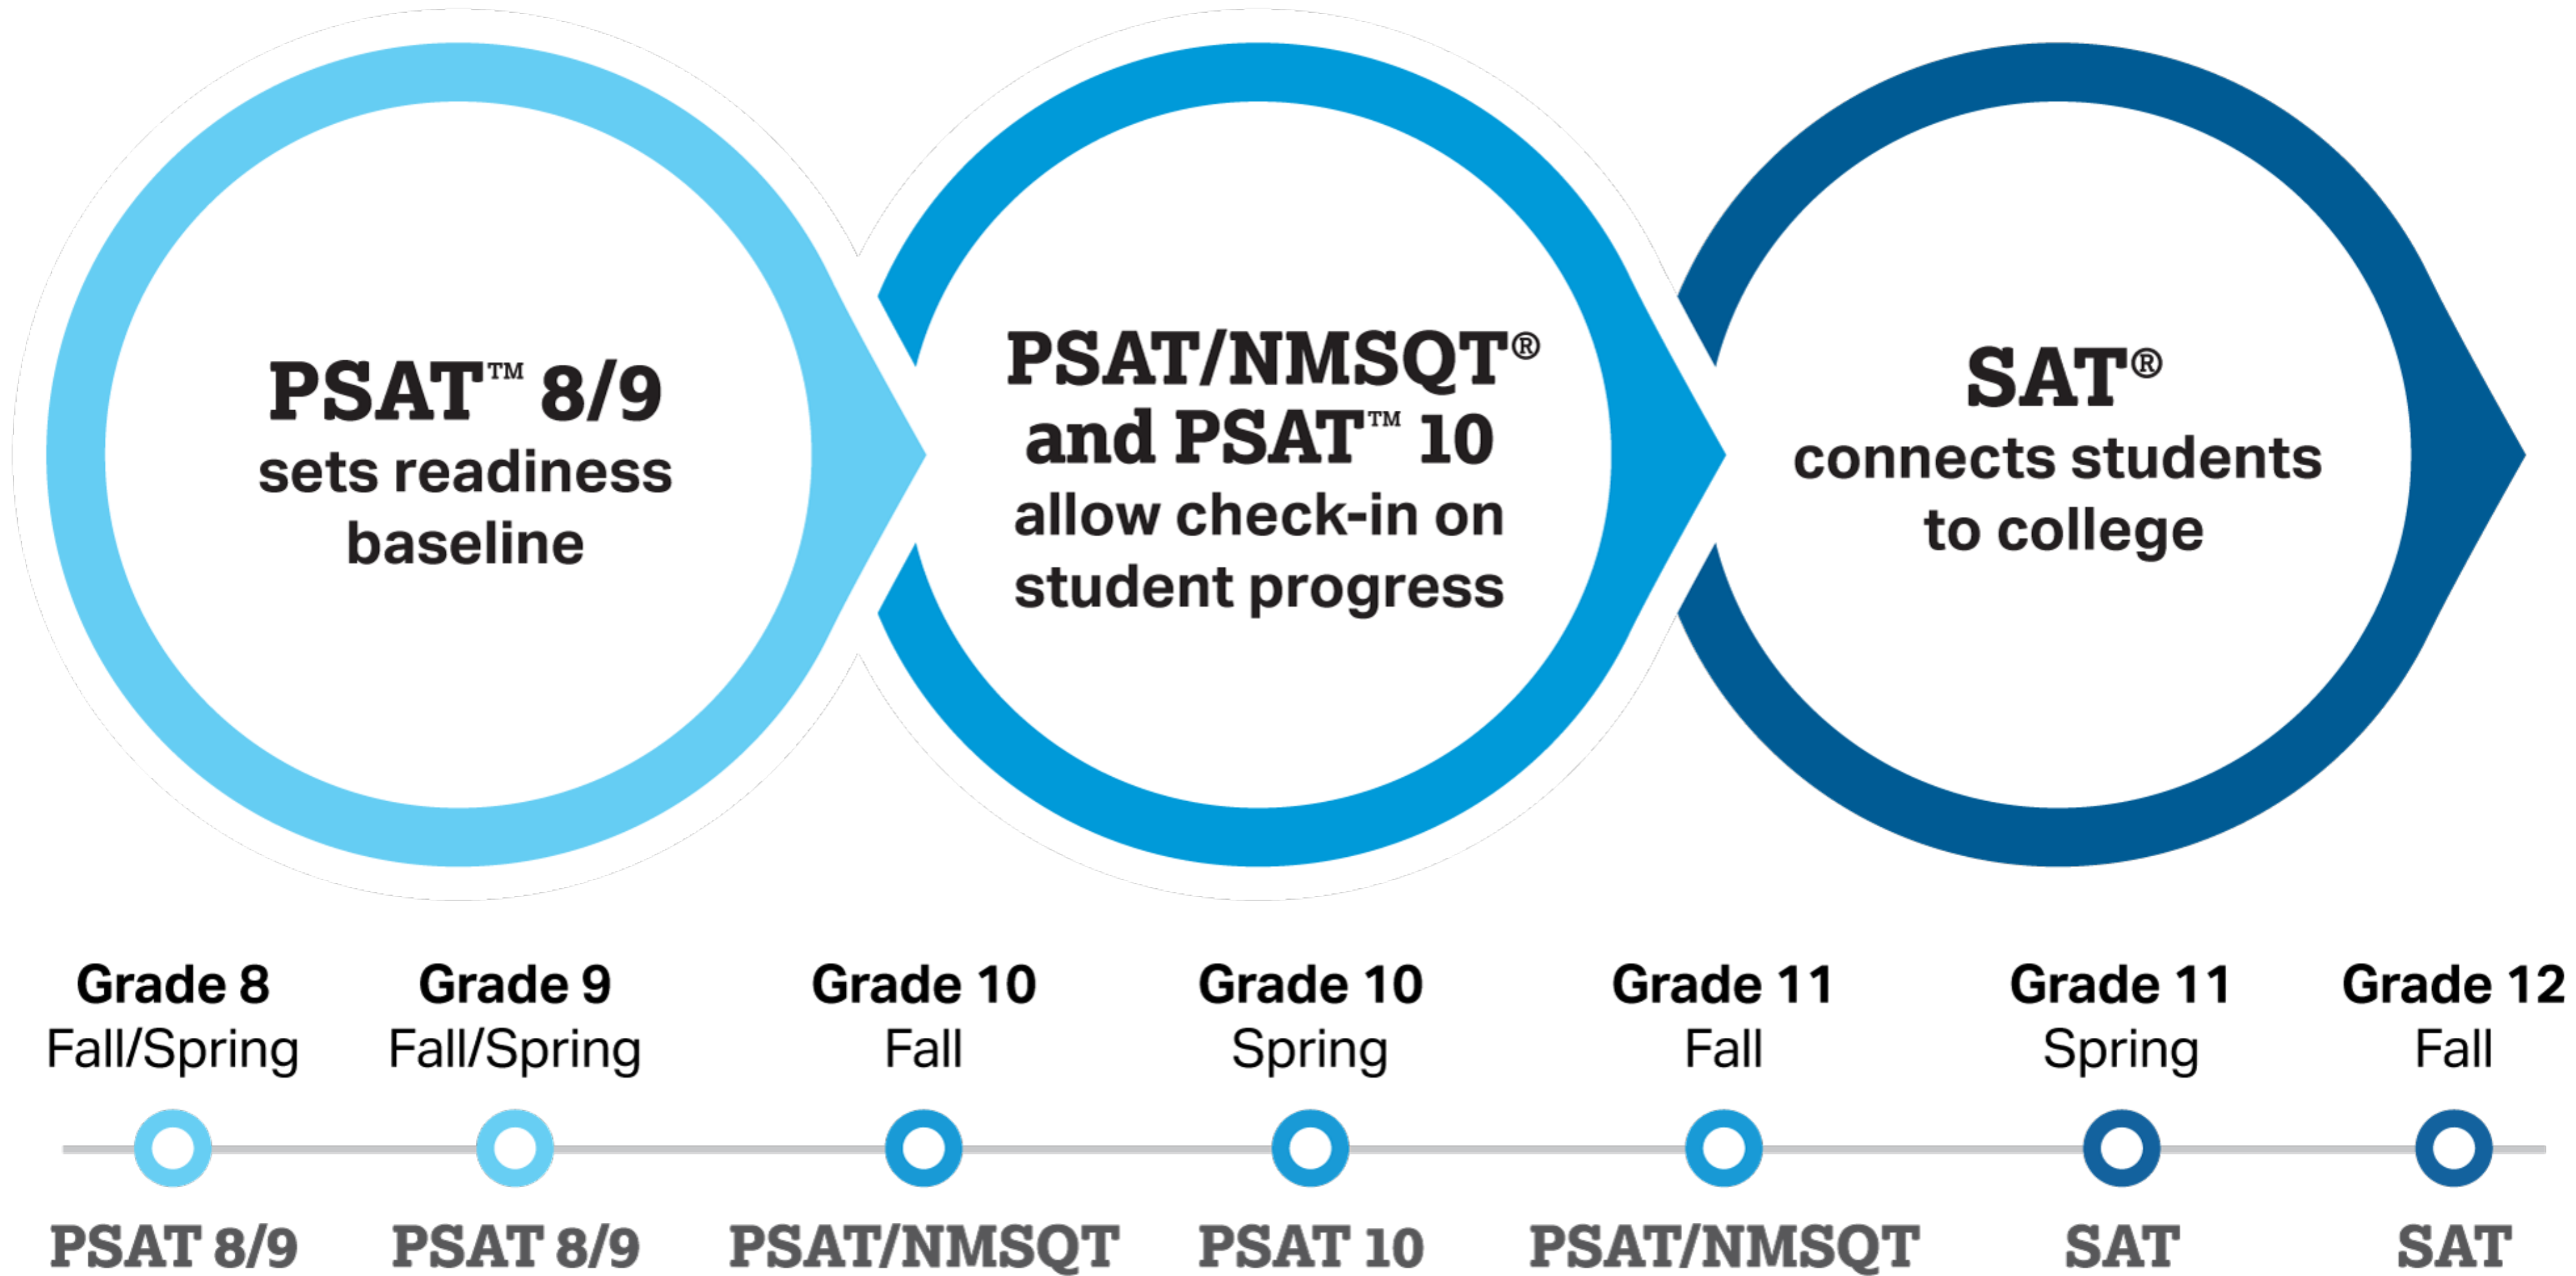 PSAT™ 8/9
sets readiness
baseline
PSAT/NMSQT®
and PSAT™ 10
allow check-in on
student progress
SAT®
connects students
to college
Grade 8
Fall/Spring
PSAT 8/9
Grade 9
Fall/Spring
PSAT 8/9
Grade 10
Fall
PSAT/NMSQT
Grade 10
Spring
PSAT 10
Grade 11
Fall
PSAT/NMSQT
Grade 11
Spring
SAT
Grade 12
Fall
SAT